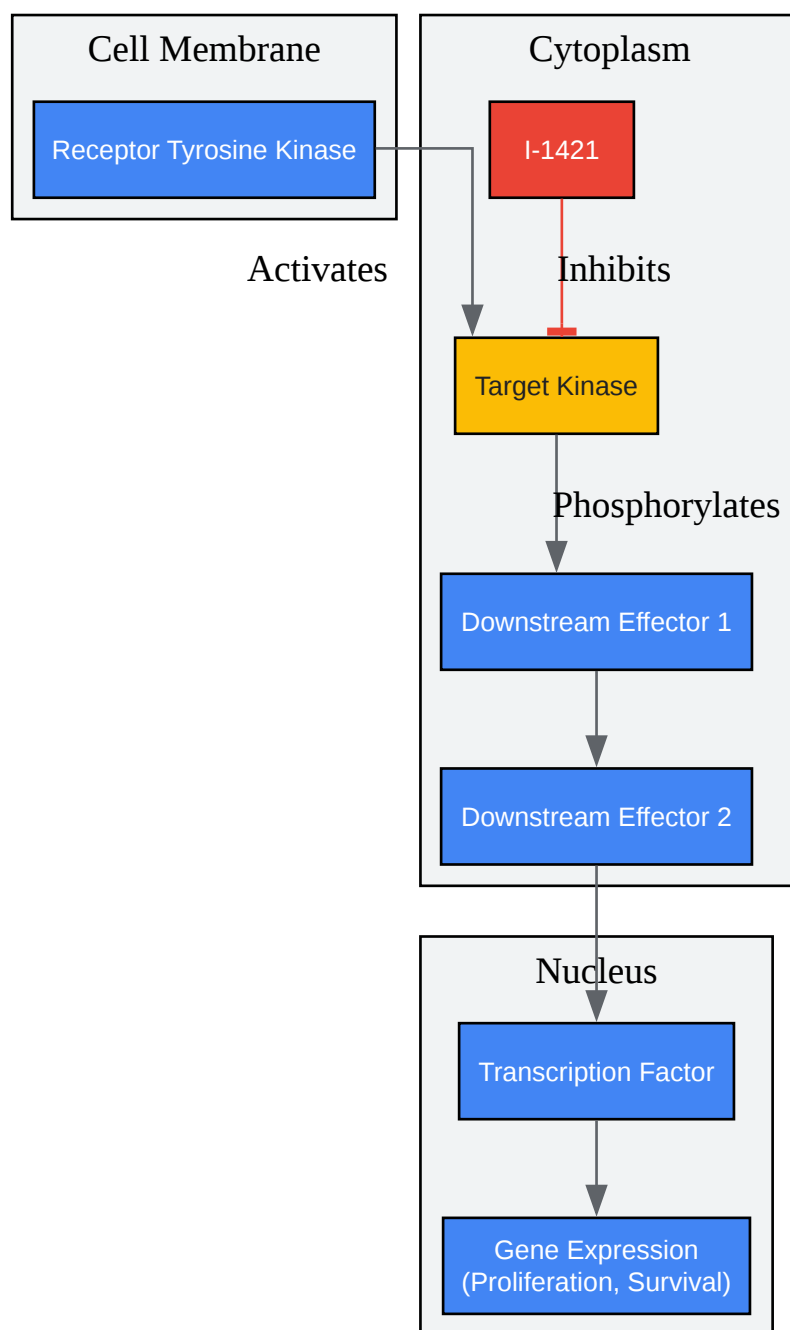 Cell Membrane
Receptor Tyrosine Kinase
Cytoplasm
I-1421
Activates
Inhibits
Target Kinase
Phosphorylates
Downstream Effector 1
Downstream Effector 2
Nucleus
Transcription Factor
Gene Expression
(Proliferation, Survival)